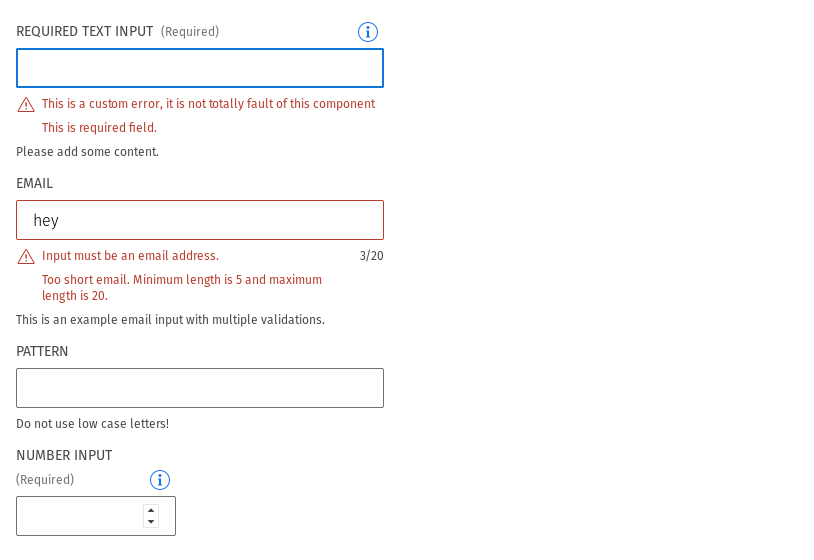 REQUIRED TEXT INPUT (Required)
This is a custom error, it is not totally fault of this component
This is required field.
Please add some content.
EMAIL
hey
Input must be an email address. 3/20
Too short email. Minimum length is 5 and maximum
length is 20.
This is an example email input with multiple validations.
PATTERN
Do not use low case letters!
NUMBER INPUT
(Required)